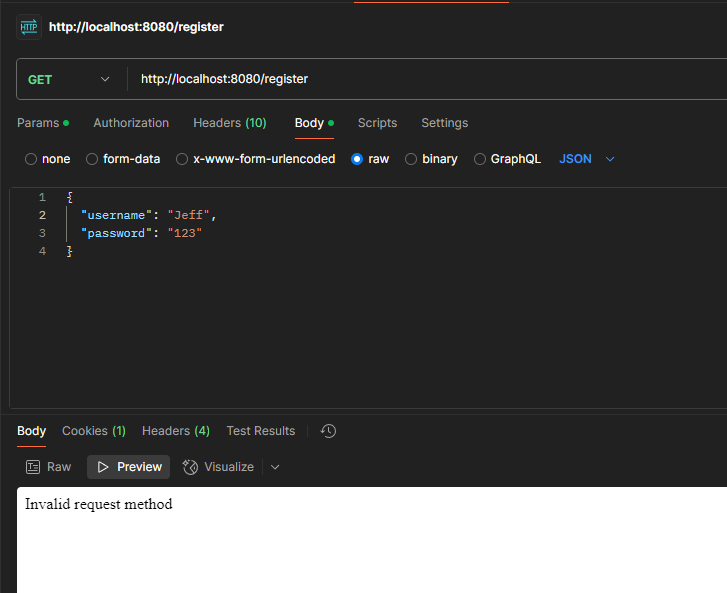 HTTP http://localhost:8080/register
GET http://localhost:8080/register
Params Authorization Headers (10) Body Scripts Settings
none form-data x-www-form-urlencoded raw binary GraphQL JSON
1 {
2 "username": "Jeff",
3 "password": "123"
4 }
Body Cookies (1) Headers (4) Test Results
Raw Preview Visualize
Invalid request method